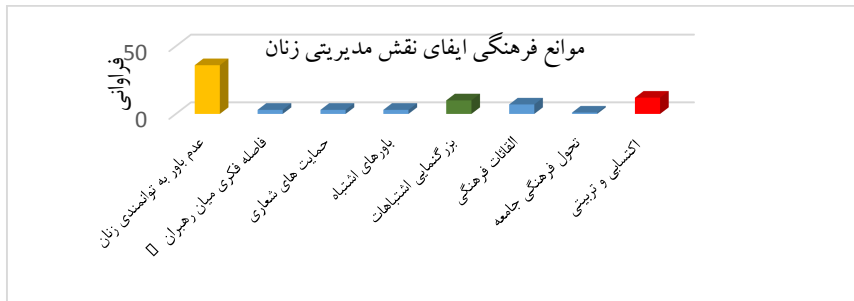 موانع فرهنگی ایفای نقش مدیریتی زنان
فراوانی
50
0
عدم باور به توانمندی زنان
فاصله فکری میان رهبران
حمایت های شعاری
باورهای اشتباه
بزرگنمایی اشتباهات
القائات فرهنگی
تحول فرهنگی جامعه
اکتسابی و تربیتی